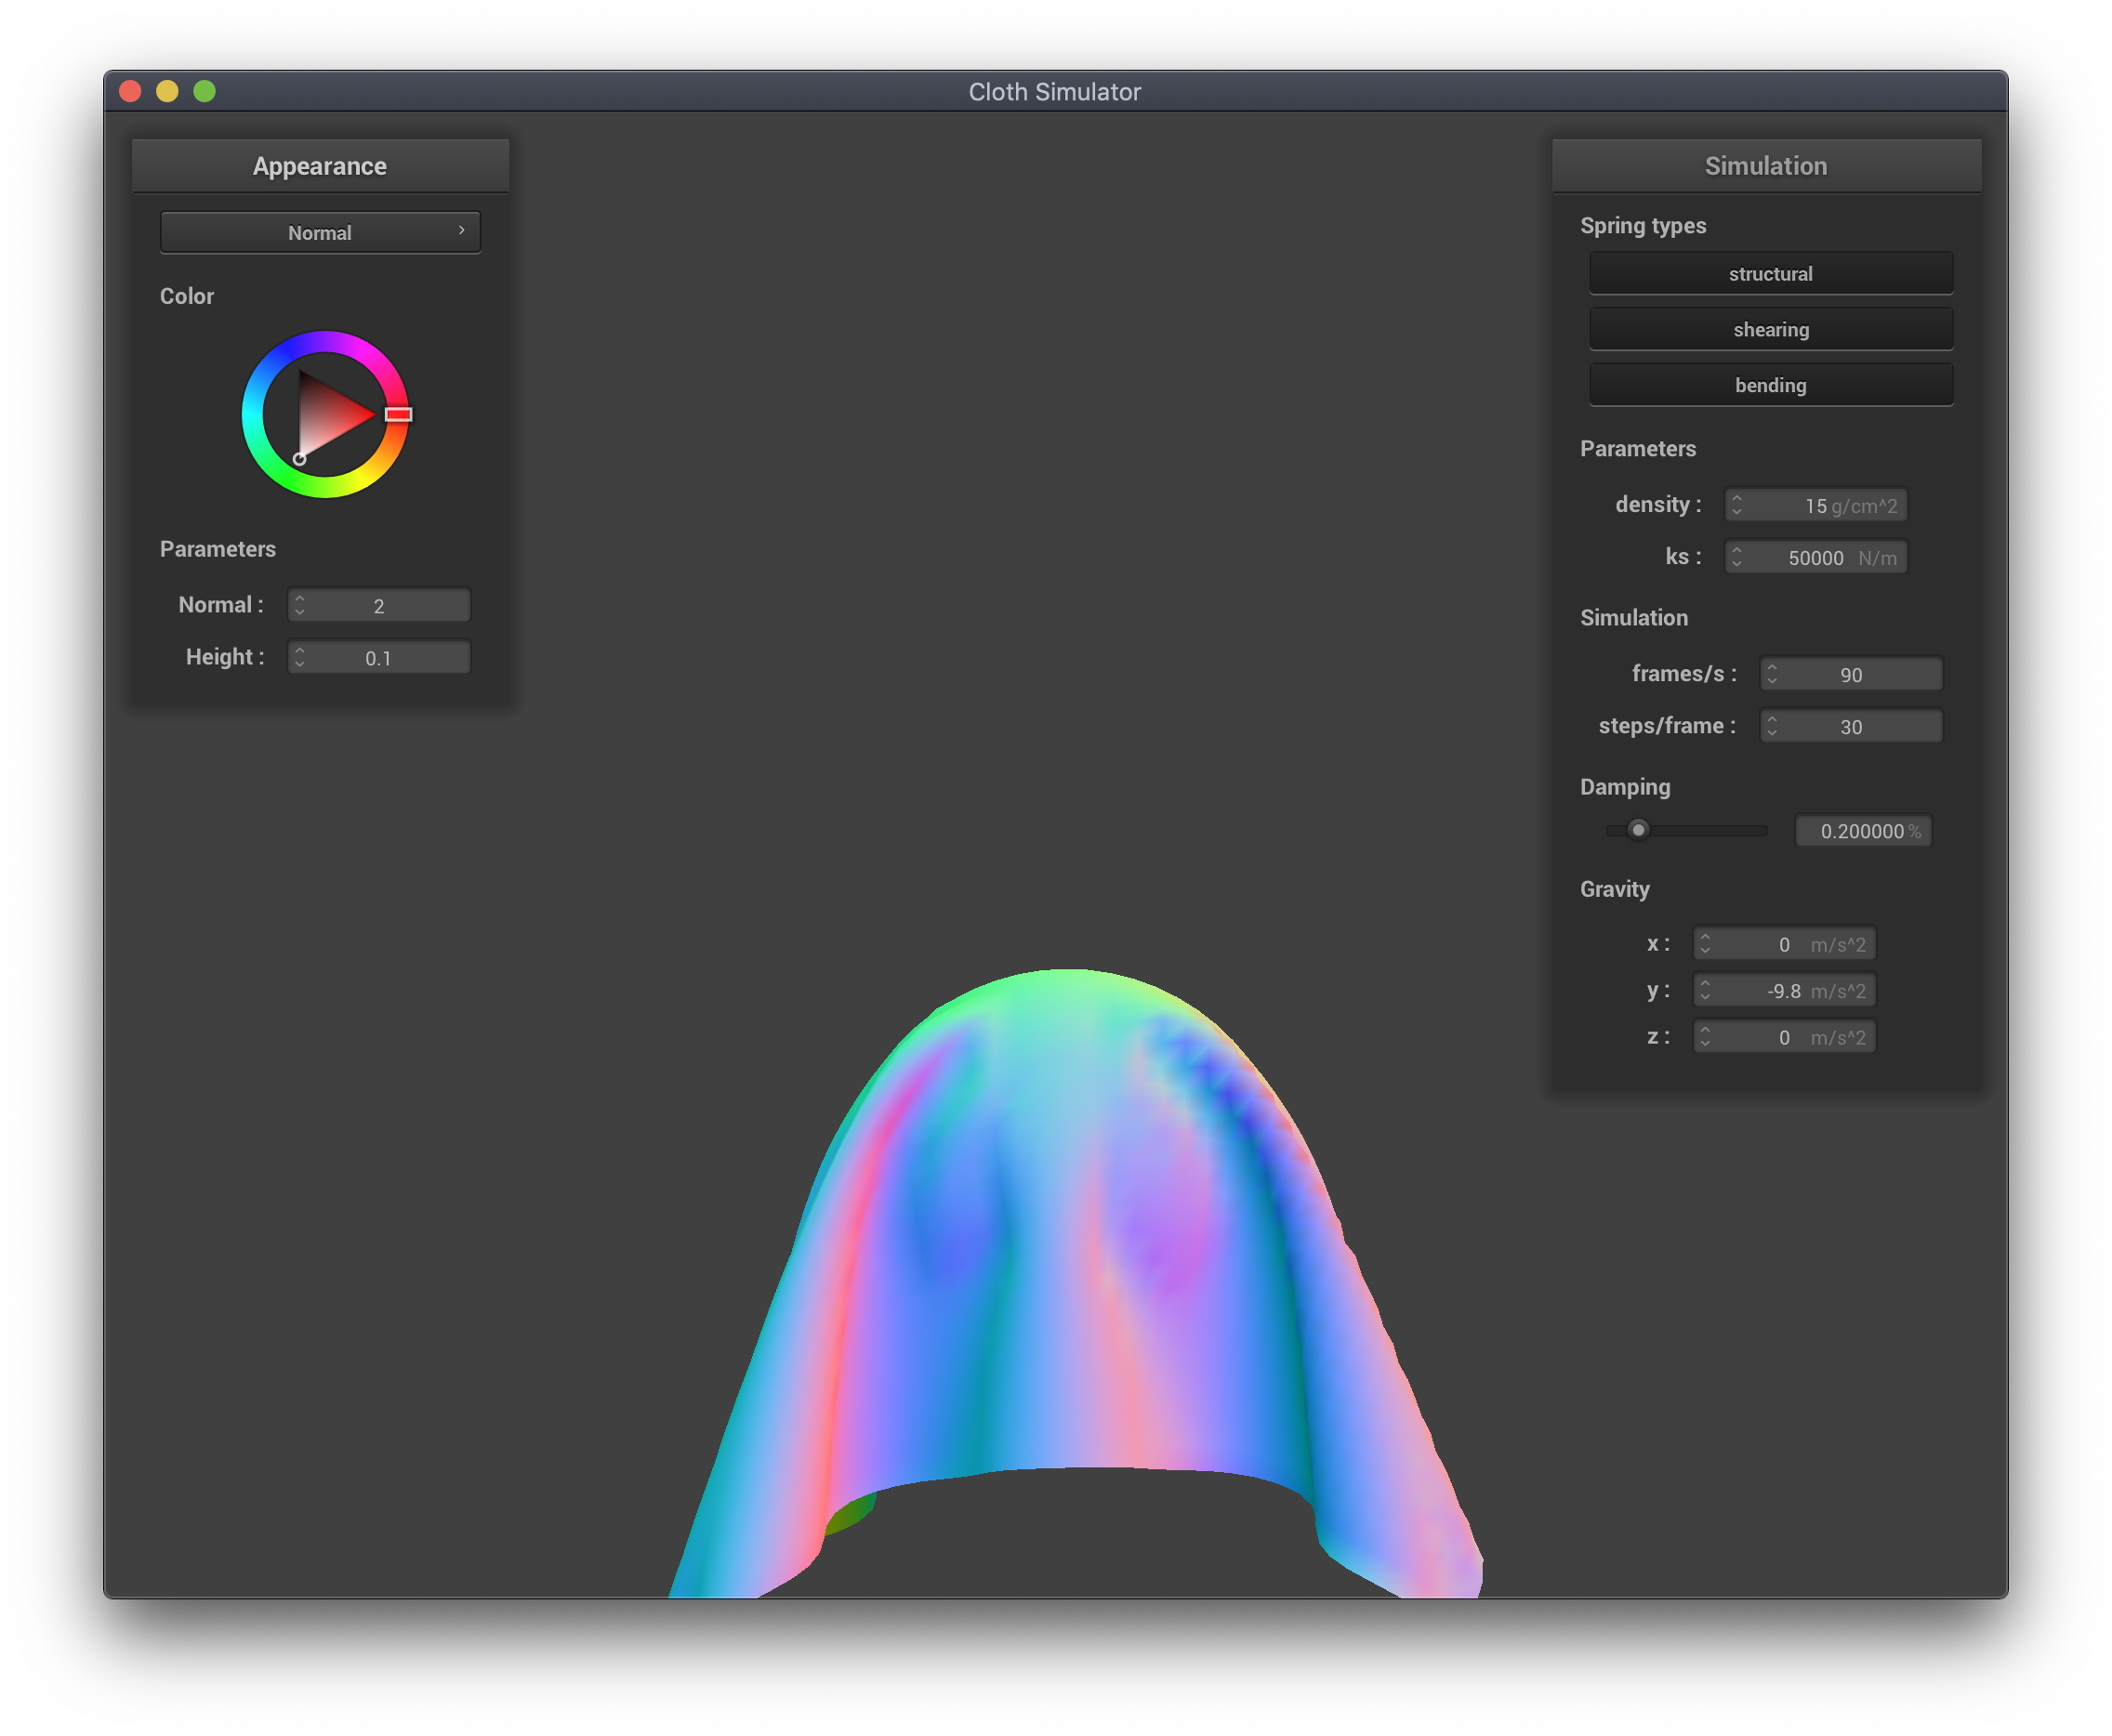 Cloth Simulator
Appearance
Normal
Color
Parameters
Normal : 2
Height : 0.1
Simulation
Spring types
structural
shearing
bending
Parameters
density : 15 g/cm^2
ks : 50000 N/m
Simulation
frames/s : 90
steps/frame : 30
Damping
0.200000 %
Gravity
x : 0 m/s^2
y : -9.8 m/s^2
z : 0 m/s^2